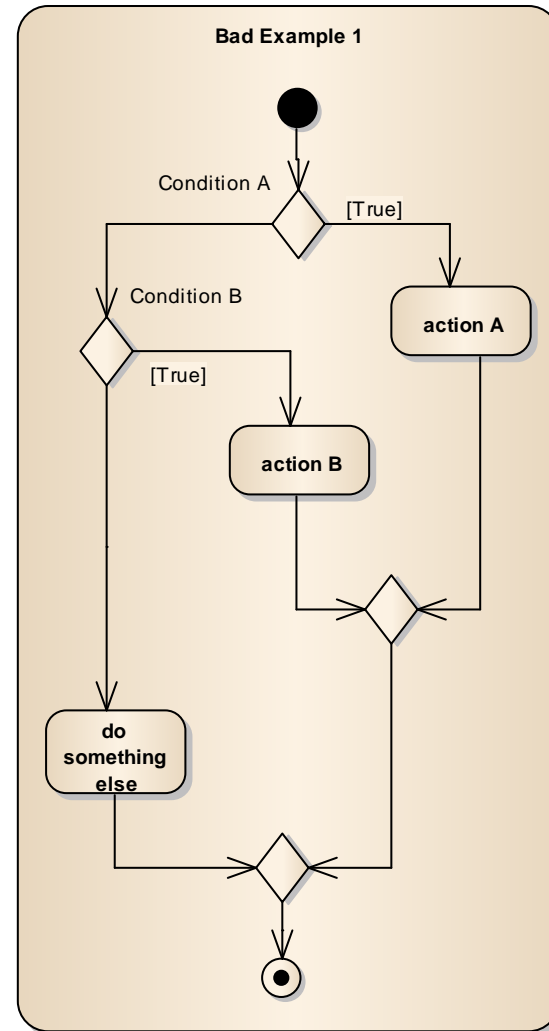 Bad Example 1
Condition A
[True]
Condition B
action A
[True]
action B
do
something
else